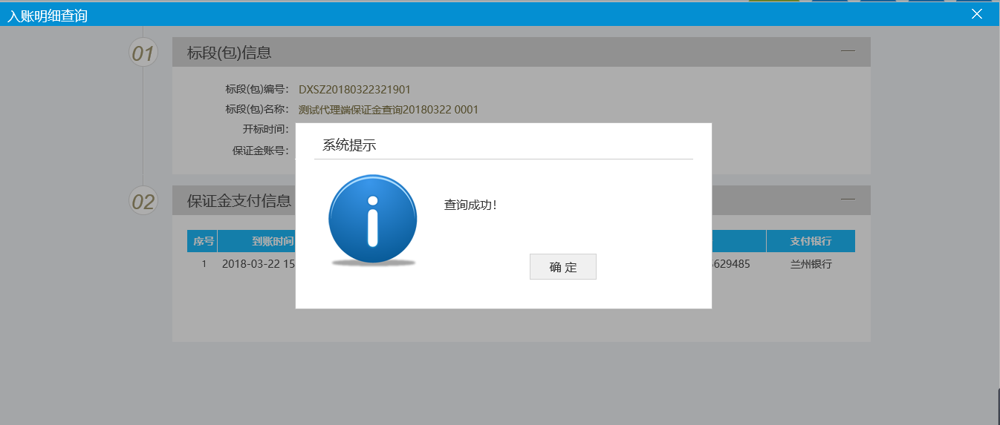 入账明细查询
01
标段(包)信息
标段(包)编号： DXSZ20180322321901
标段(包)名称： 测试代理端保证金查询20180322 0001
开标时间：
保证金账号：
系统提示
查询成功！
确 定
02
保证金支付信息
序号 到账时间 支付银行
1 2018-03-22 15 629485 兰州银行